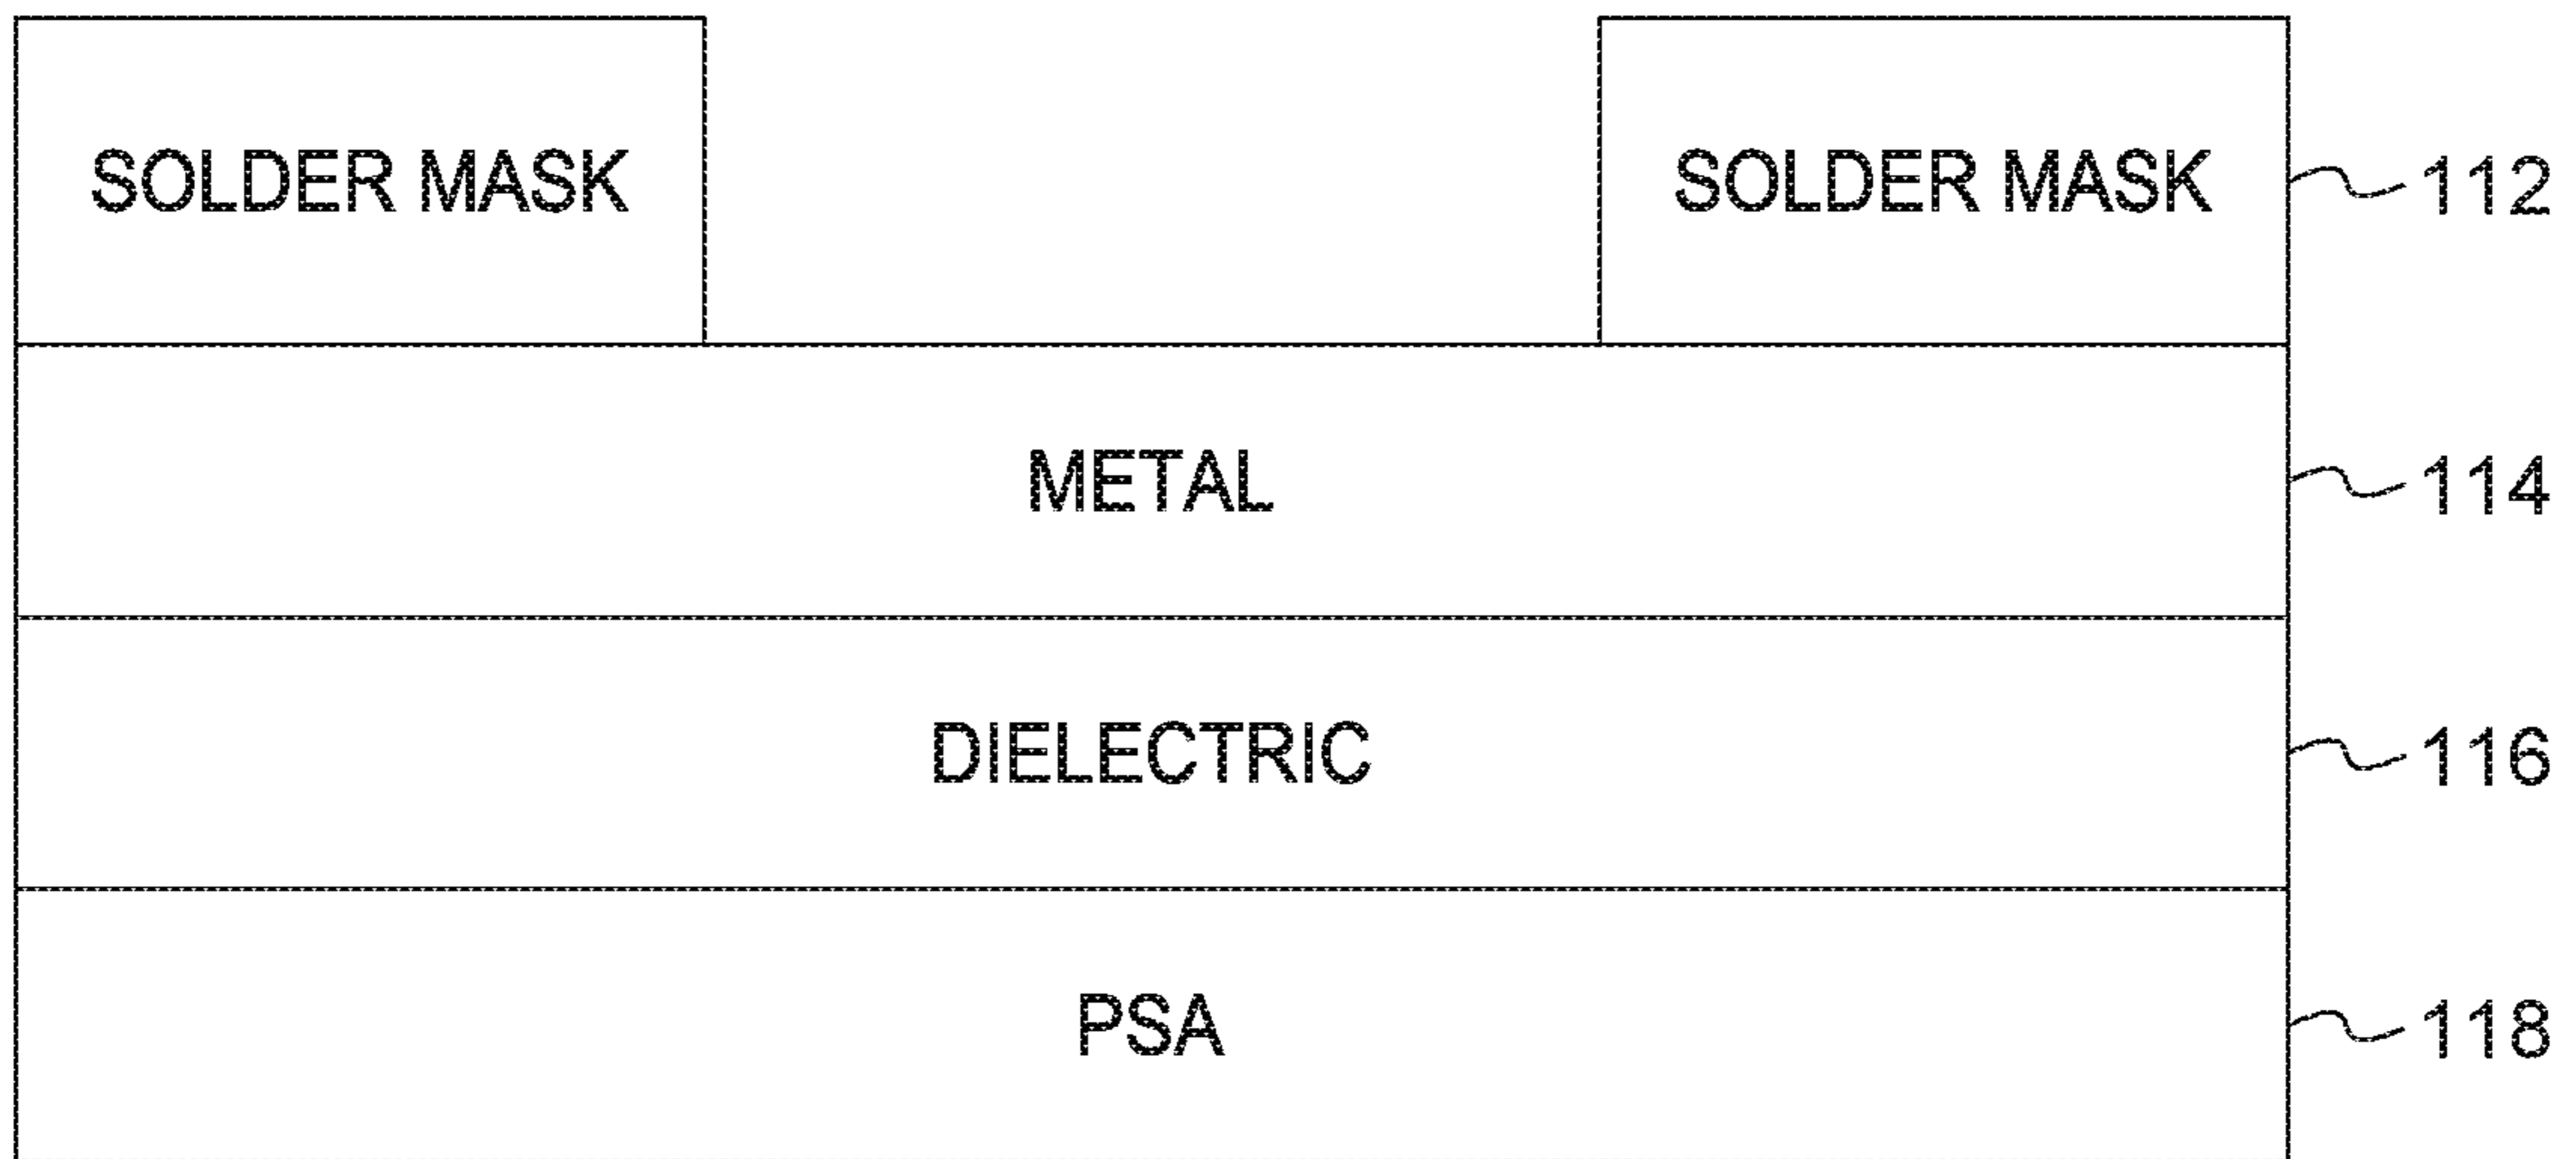 SOLDER MASK SOLDER MASK 112
METAL 114
DIELECTRIC 116
PSA 118